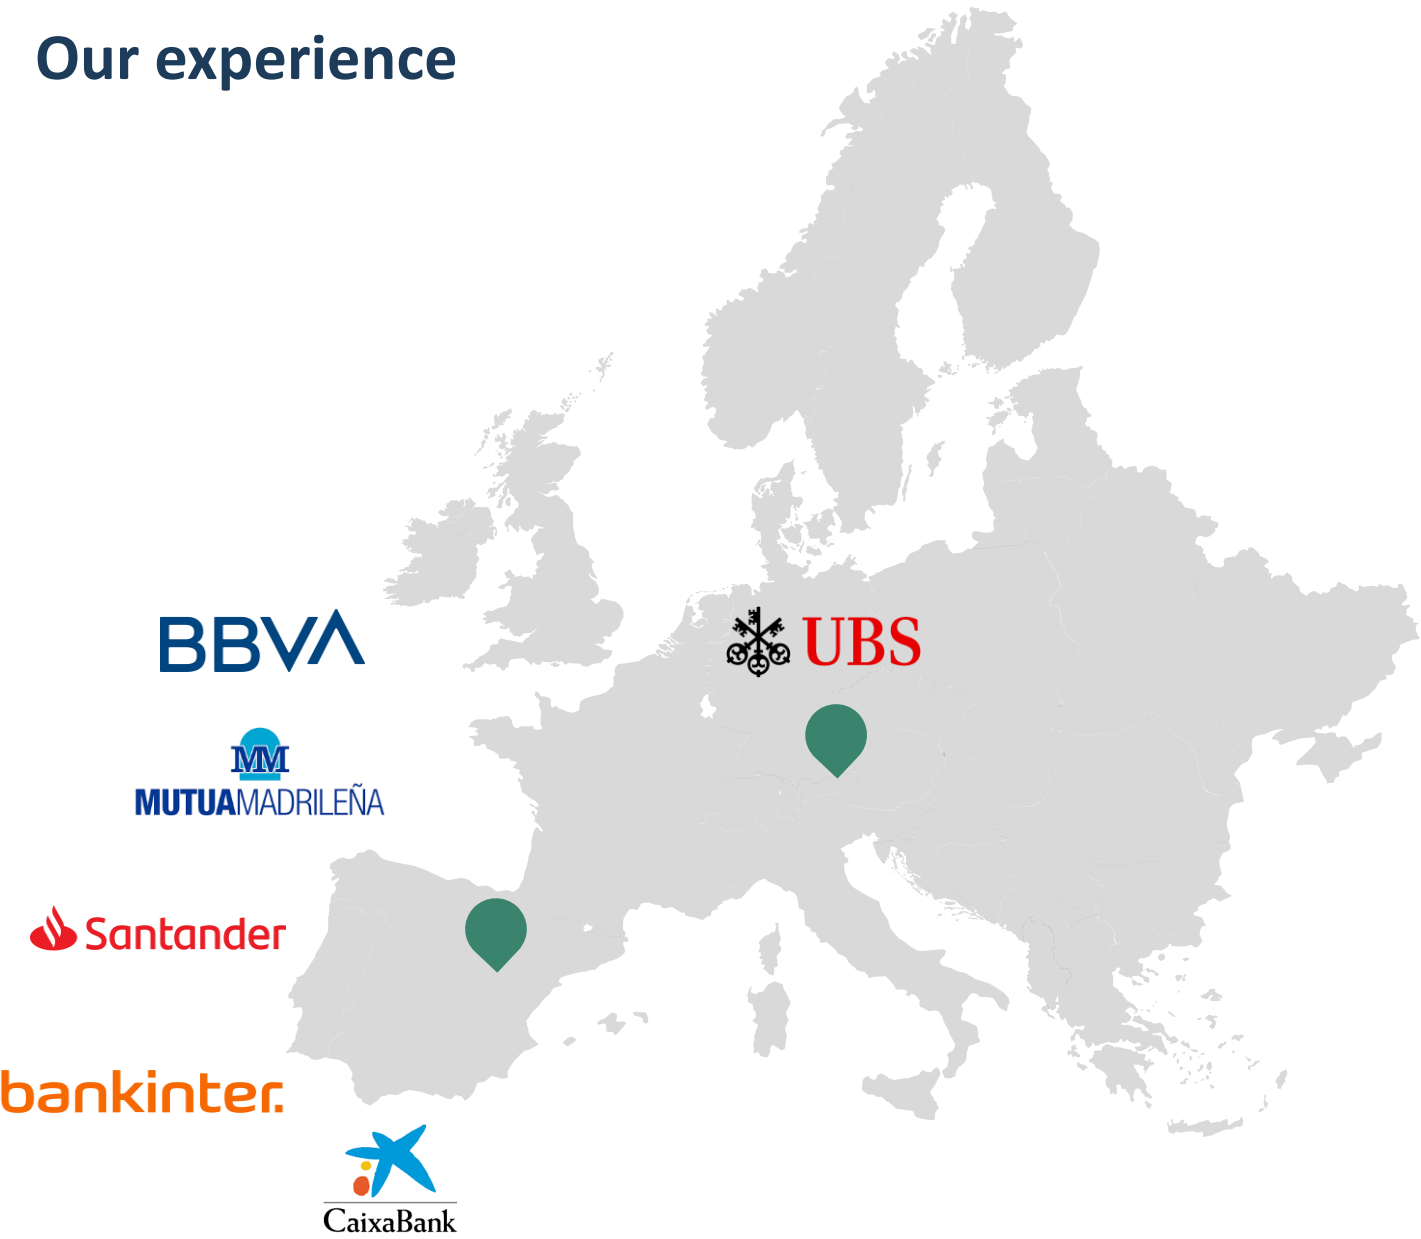 Our experience
BBVA
UBS
MM
MUTUAMADRILEÑA
Santander
bankinter.
CaixaBank